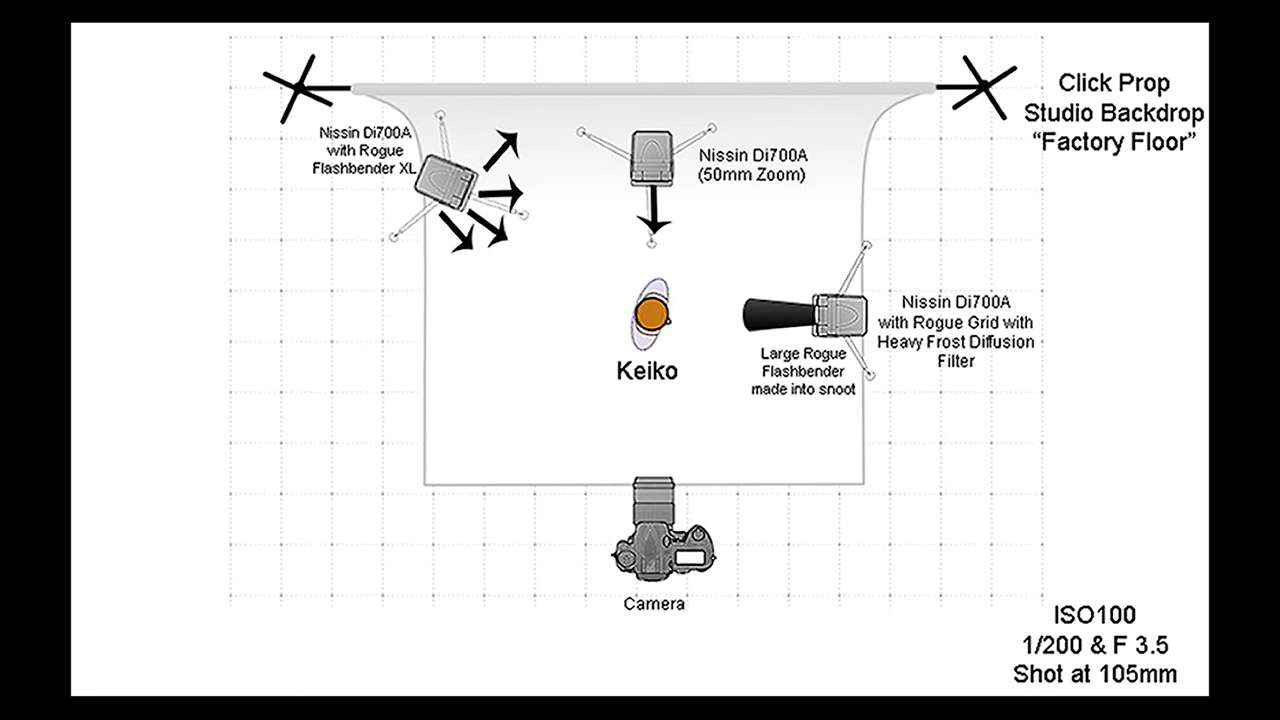 Click Prop
Studio Backdrop
“Factory Floor”
Nissin Di700A
with Rogue
Flashbender XL
Nissin Di700A
(50mm Zoom)
Nissin Di700A
with Rogue Grid with
Heavy Frost Diffusion
Filter
Large Rogue
Flashbender
made into snoot
Keiko
Camera
ISO100
1/200 & F 3.5
Shot at 105mm